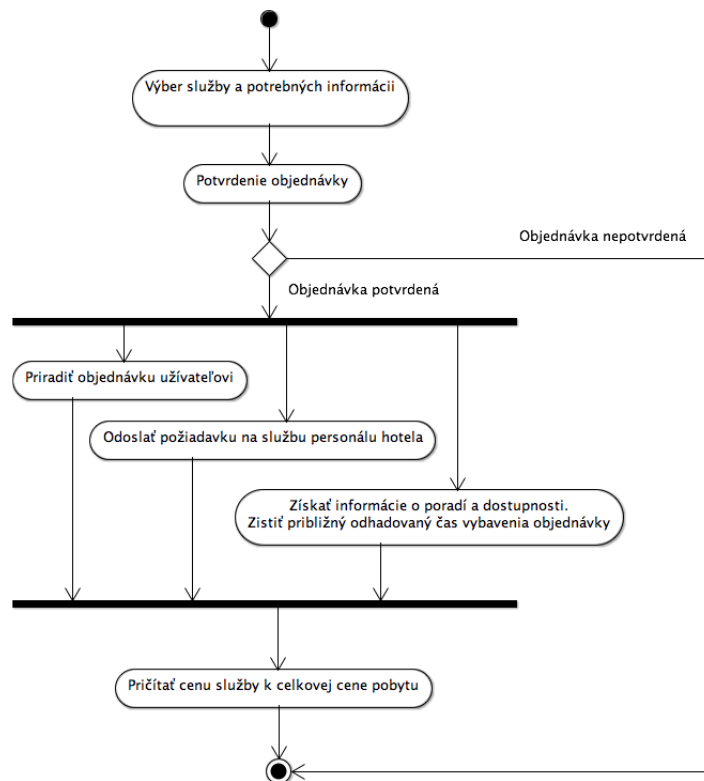 Výber služby a potrebných informácii
Potvrdenie objednávky
Objednávka nepotvrdená
Objednávka potvrdená
Priradiť objednávku užívateľovi
Odoslať požiadavku na službu personálu hotela
Získať informácie o poradí a dostupnosti.
Zistiť približný odhadovaný čas vybavenia objednávky
Pričítať cenu služby k celkovej cene pobytu